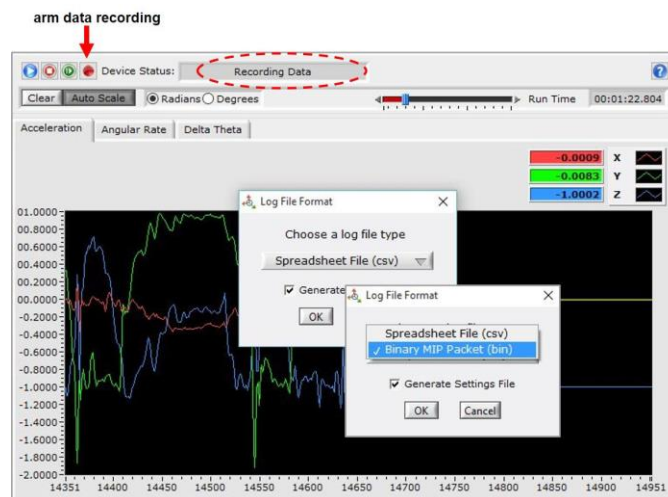 arm data recording
Device Status: Recording Data
Clear Auto Scale Radians Degrees Run Time 00:01:22.804
Acceleration Angular Rate Delta Theta
-0.0009 X
-0.0083 Y
-1.0002 Z
Log File Format
Choose a log file type
Spreadsheet File (csv)
Generate
OK
Log File Format
Spreadsheet File (csv)
Binary MIP Packet (bin)
Generate Settings File
OK Cancel
01.0000
00.8000
00.6000
00.4000
00.2000
00.0000
-0.2000
-0.4000
-0.6000
-0.8000
-1.0000
-1.2000
-1.4000
-1.6000
-1.8000
-2.0000
14351 14400 14450 14500 14550 14600 14650 14700 14750 14800 14850 14900 14951